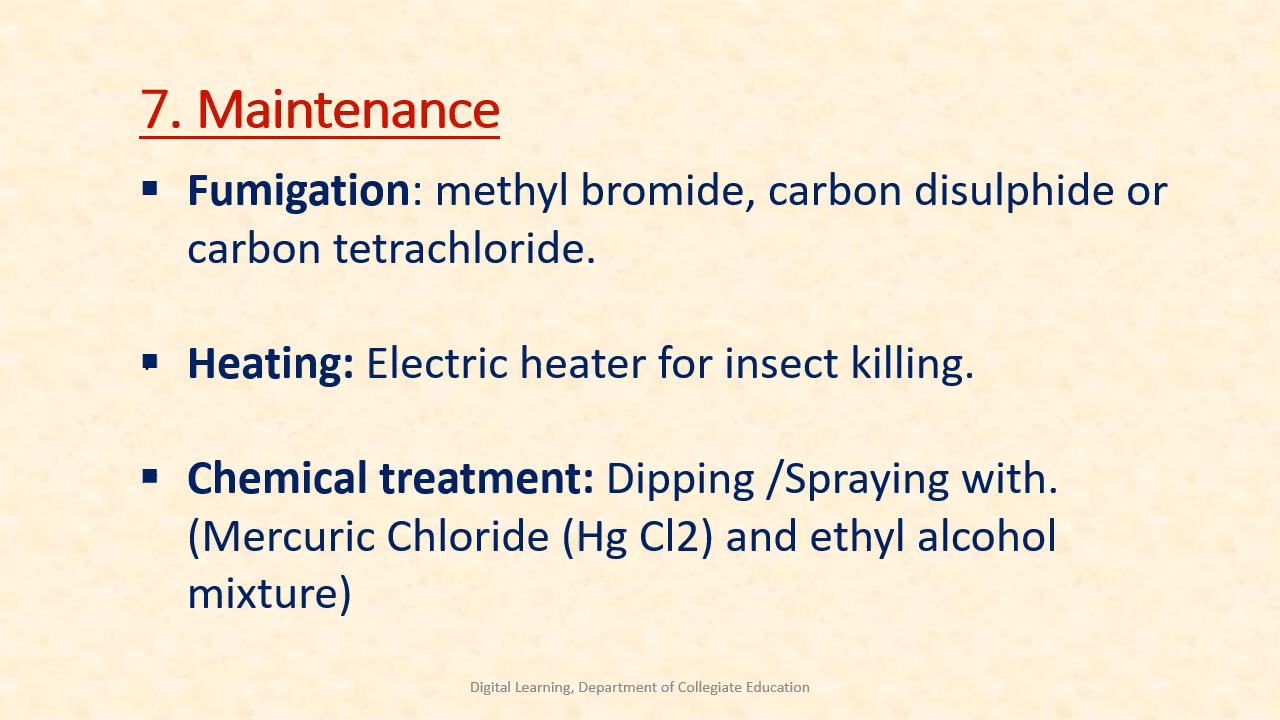 7. Maintenance
▪ Fumigation: methyl bromide, carbon disulphide or
carbon tetrachloride.
▪ Heating: Electric heater for insect killing.
▪ Chemical treatment: Dipping /Spraying with.
(Mercuric Chloride (Hg Cl2) and ethyl alcohol
mixture)
Digital Learning, Department of Collegiate Education